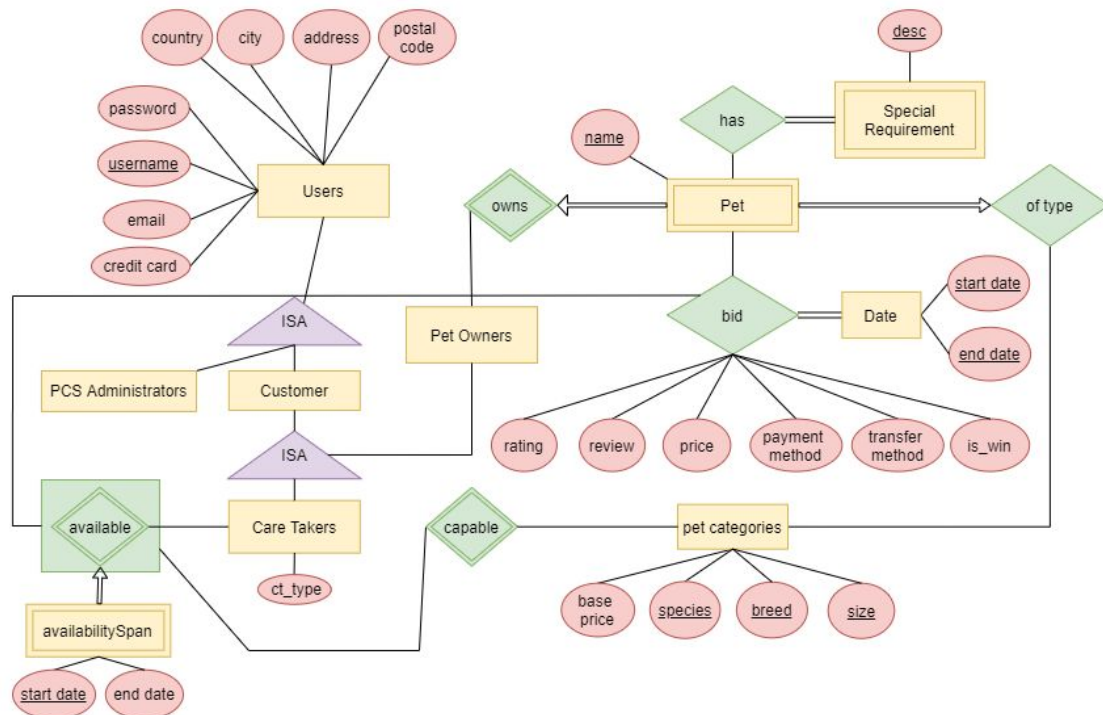 country
city
address
postal
code
desc
password
username
email
credit card
Users
name
has
Special
Requirement
owns
Pet
of type
ISA
Pet Owners
bid
Date
start date
end date
PCS Administrators
Customer
rating
review
price
payment
method
transfer
method
is_win
ISA
available
Care Takers
capable
pet categories
ct_type
base
price
species
breed
size
availabilitySpan
start date
end date